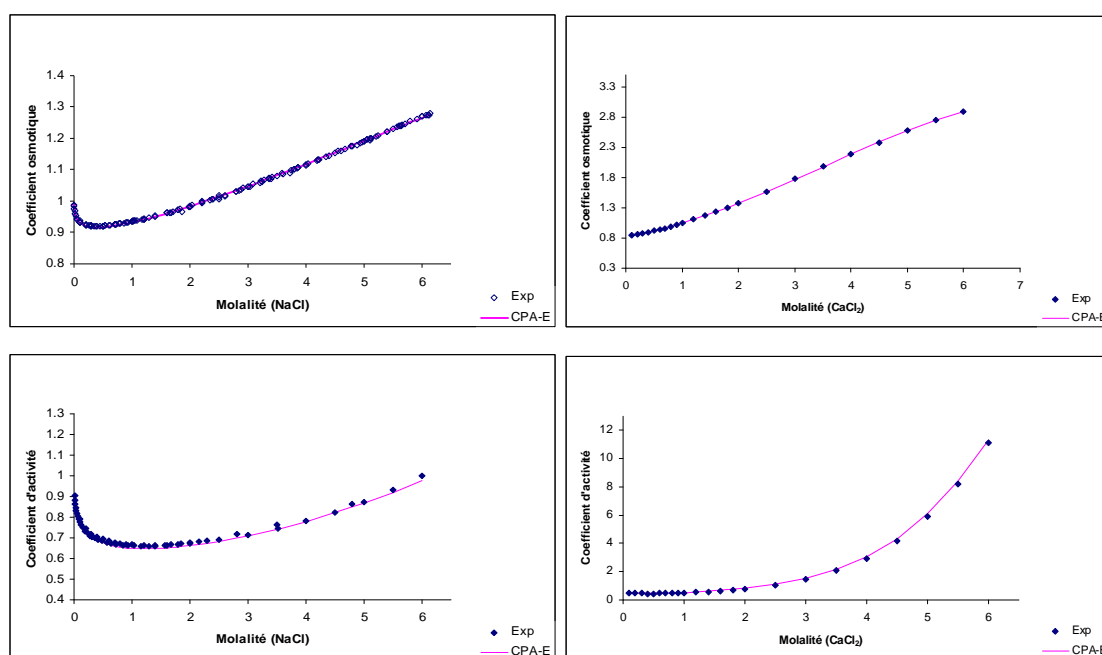 1.4
1.3
1.2
1.1
1
0.9
0.8
0 1 2 3 4 5 6
Coefficient osmotique
Molalité (NaCl)
Exp
CPA-E
3.3
2.8
2.3
1.8
1.3
0.8
0.3
0 1 2 3 4 5 6 7
Coefficient osmotique
Molalité (CaCl₂)
Exp
CPA-E
1.3
1.2
1.1
1
0.9
0.8
0.7
0.6
0.5
0.4
0 1 2 3 4 5 6
Coefficient d'activité
Molalité (NaCl)
Exp
CPA-E
12
10
8
6
4
2
0
0 1 2 3 4 5 6
Coefficient d'activité
Molalité (CaCl₂)
Exp
CPA-E